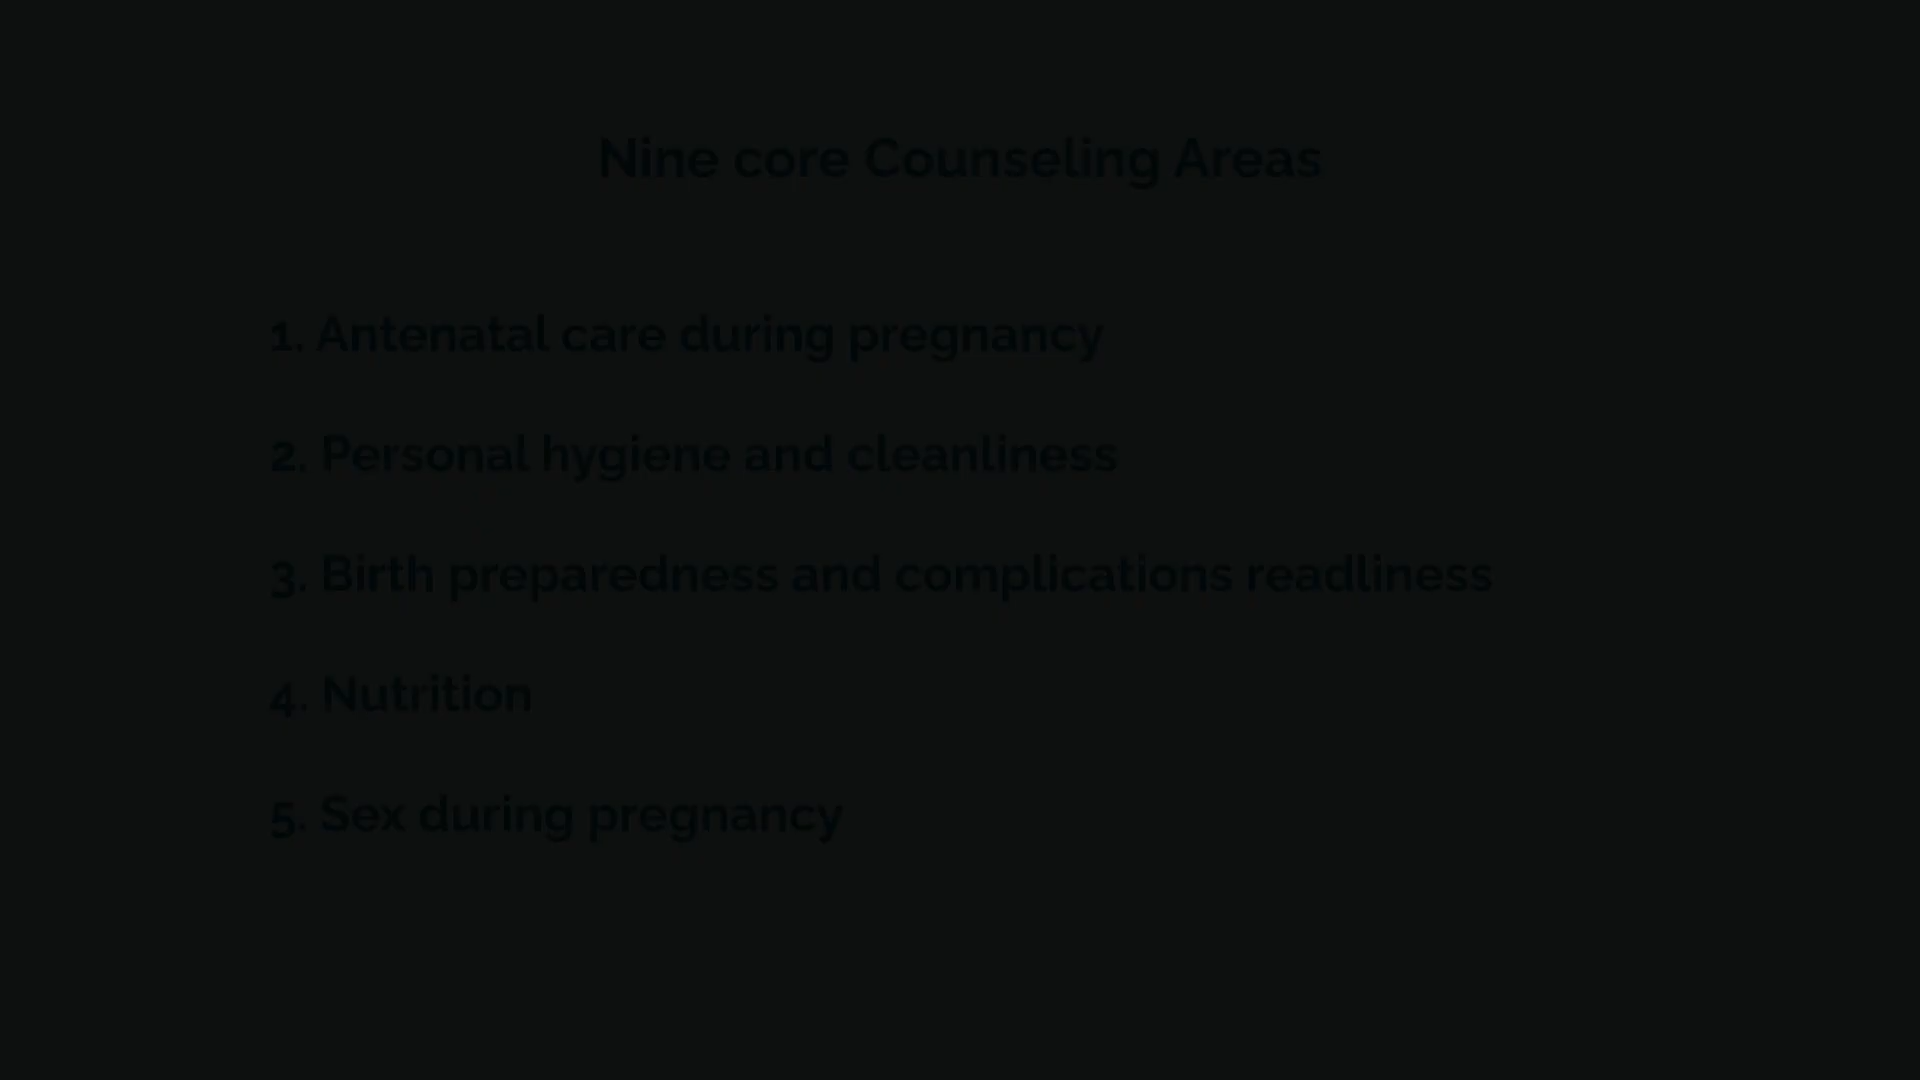 Nine core Counseling Areas
1. Antenatal care during pregnancy
2. Personal hygiene and cleanliness
3. Birth preparedness and complications readliness
4. Nutrition
5. Sex during pregnancy